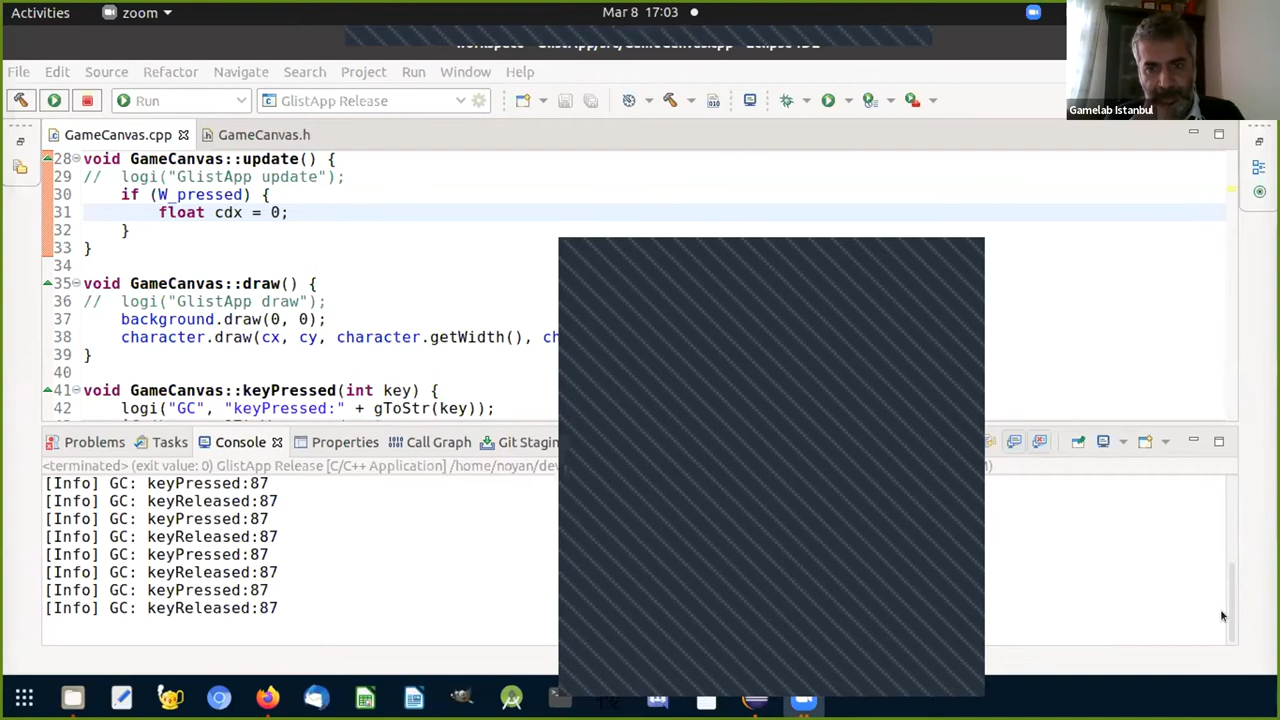 Activities
zoom
Mar 8 17:03
File Edit Source Refactor Navigate Search Project Run Window Help
Gamelab Istanbul
Run
GlistApp Release
GameCanvas.cpp
GameCanvas.h
28 void GameCanvas::update() {
29 // logi("GlistApp update");
30 if (W_pressed) {
31 float cdx = 0;
32 }
33 }
34
35 void GameCanvas::draw() {
36 // logi("GlistApp draw");
37 background.draw(0, 0);
38 character.draw(cx, cy, character.getWidth(),
39 }
40
41 void GameCanvas::keyPressed(int key) {
42 logi("GC", "keyPressed:" + gToStr(key));
Problems Tasks Console Properties Call Graph Git
<terminated> (exit value: 0) GlistApp Release [C/C++ Application]
[Info] GC: keyPressed:87
[Info] GC: keyReleased:87
[Info] GC: keyPressed:87
[Info] GC: keyReleased:87
[Info] GC: keyPressed:87
[Info] GC: keyReleased:87
[Info] GC: keyPressed:87
[Info] GC: keyReleased:87